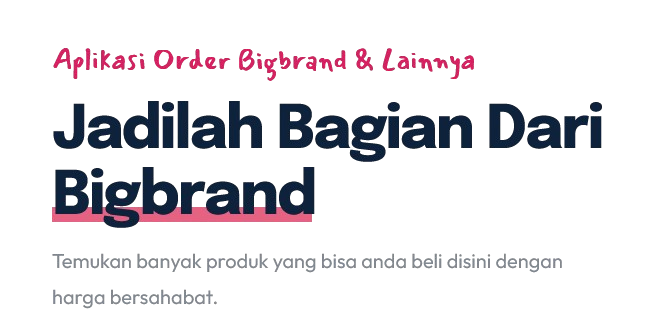 Aplikasi Order Bigbrand & Lainnya
Jadilah Bagian Dari
Bigbrand
Temukan banyak produk yang bisa anda beli disini dengan
harga bersahabat.